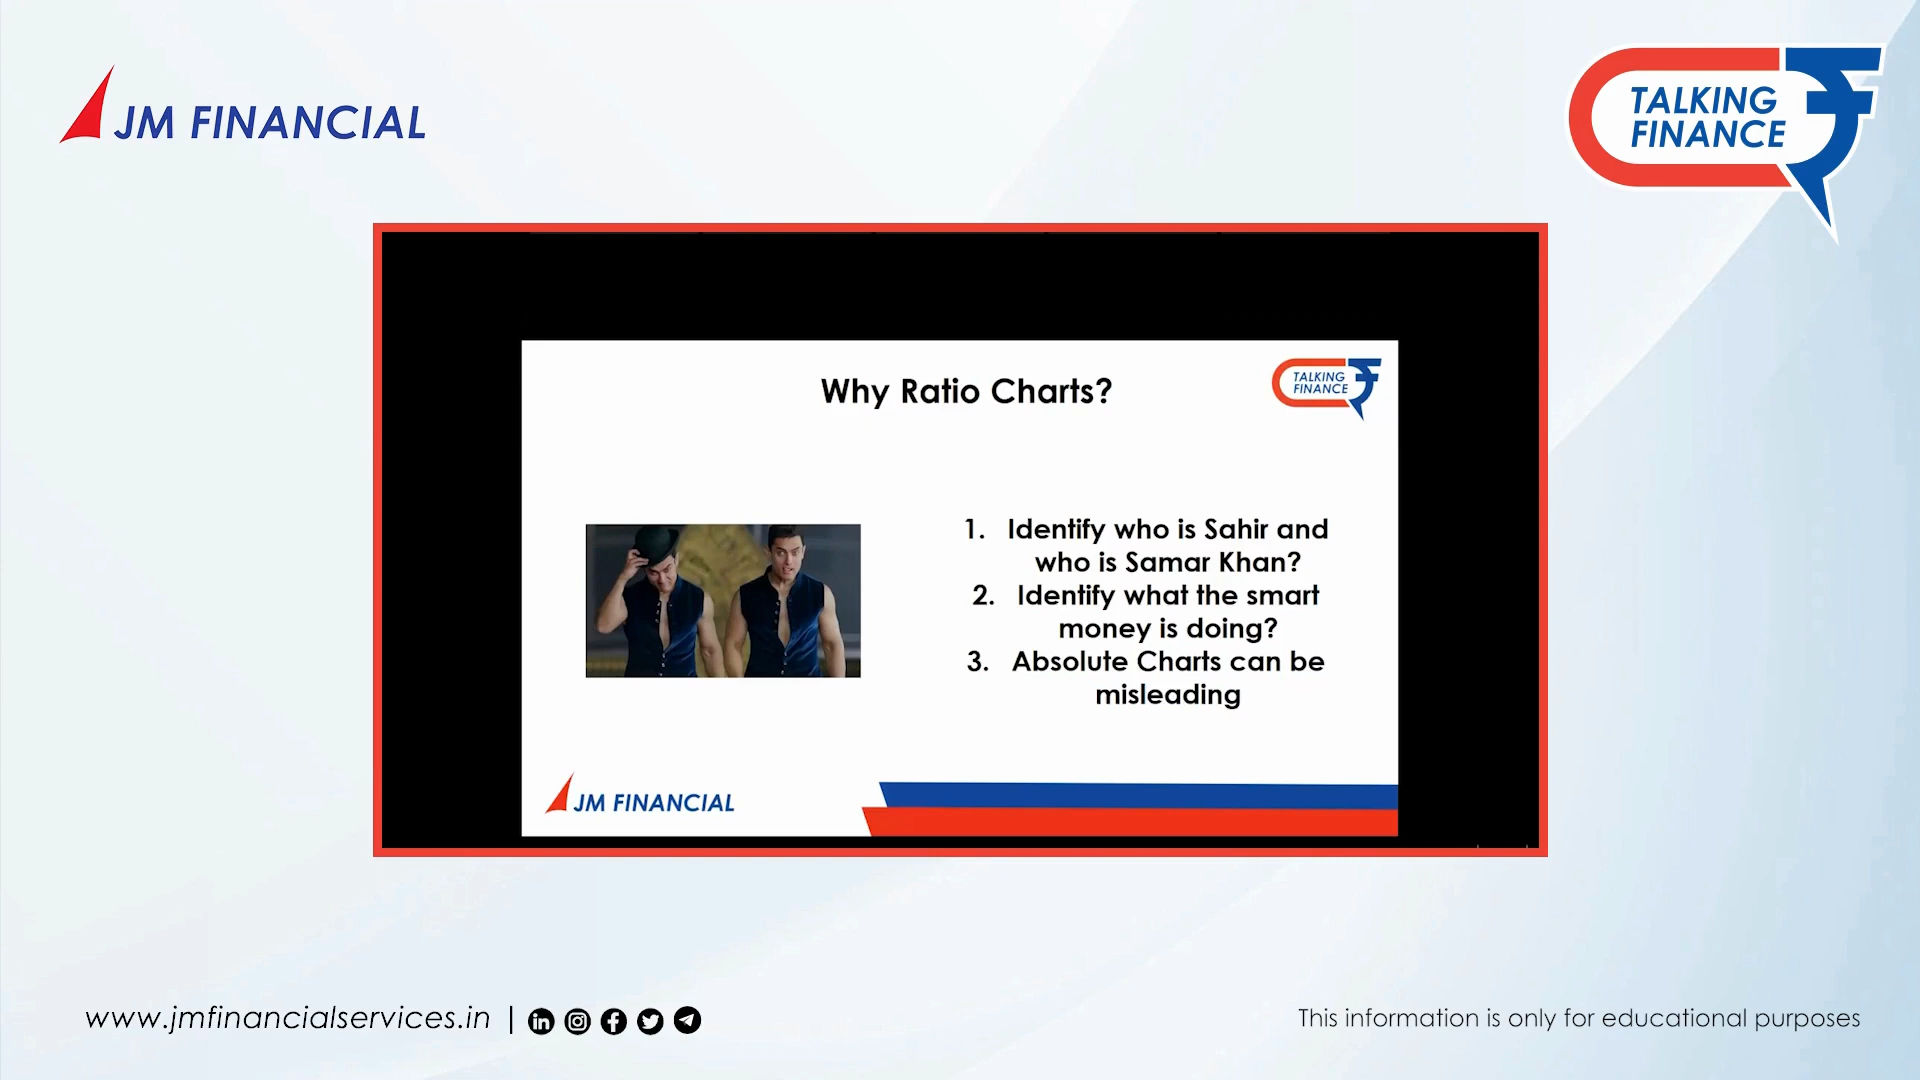 JM FINANCIAL
TALKING
FINANCE
Why Ratio Charts?
TALKING
FINANCE
1. Identify who is Sahir and
who is Samar Khan?
2. Identify what the smart
money is doing?
3. Absolute Charts can be
misleading
JM FINANCIAL
www.jmfinancialservices.in |
This information is only for educational purposes